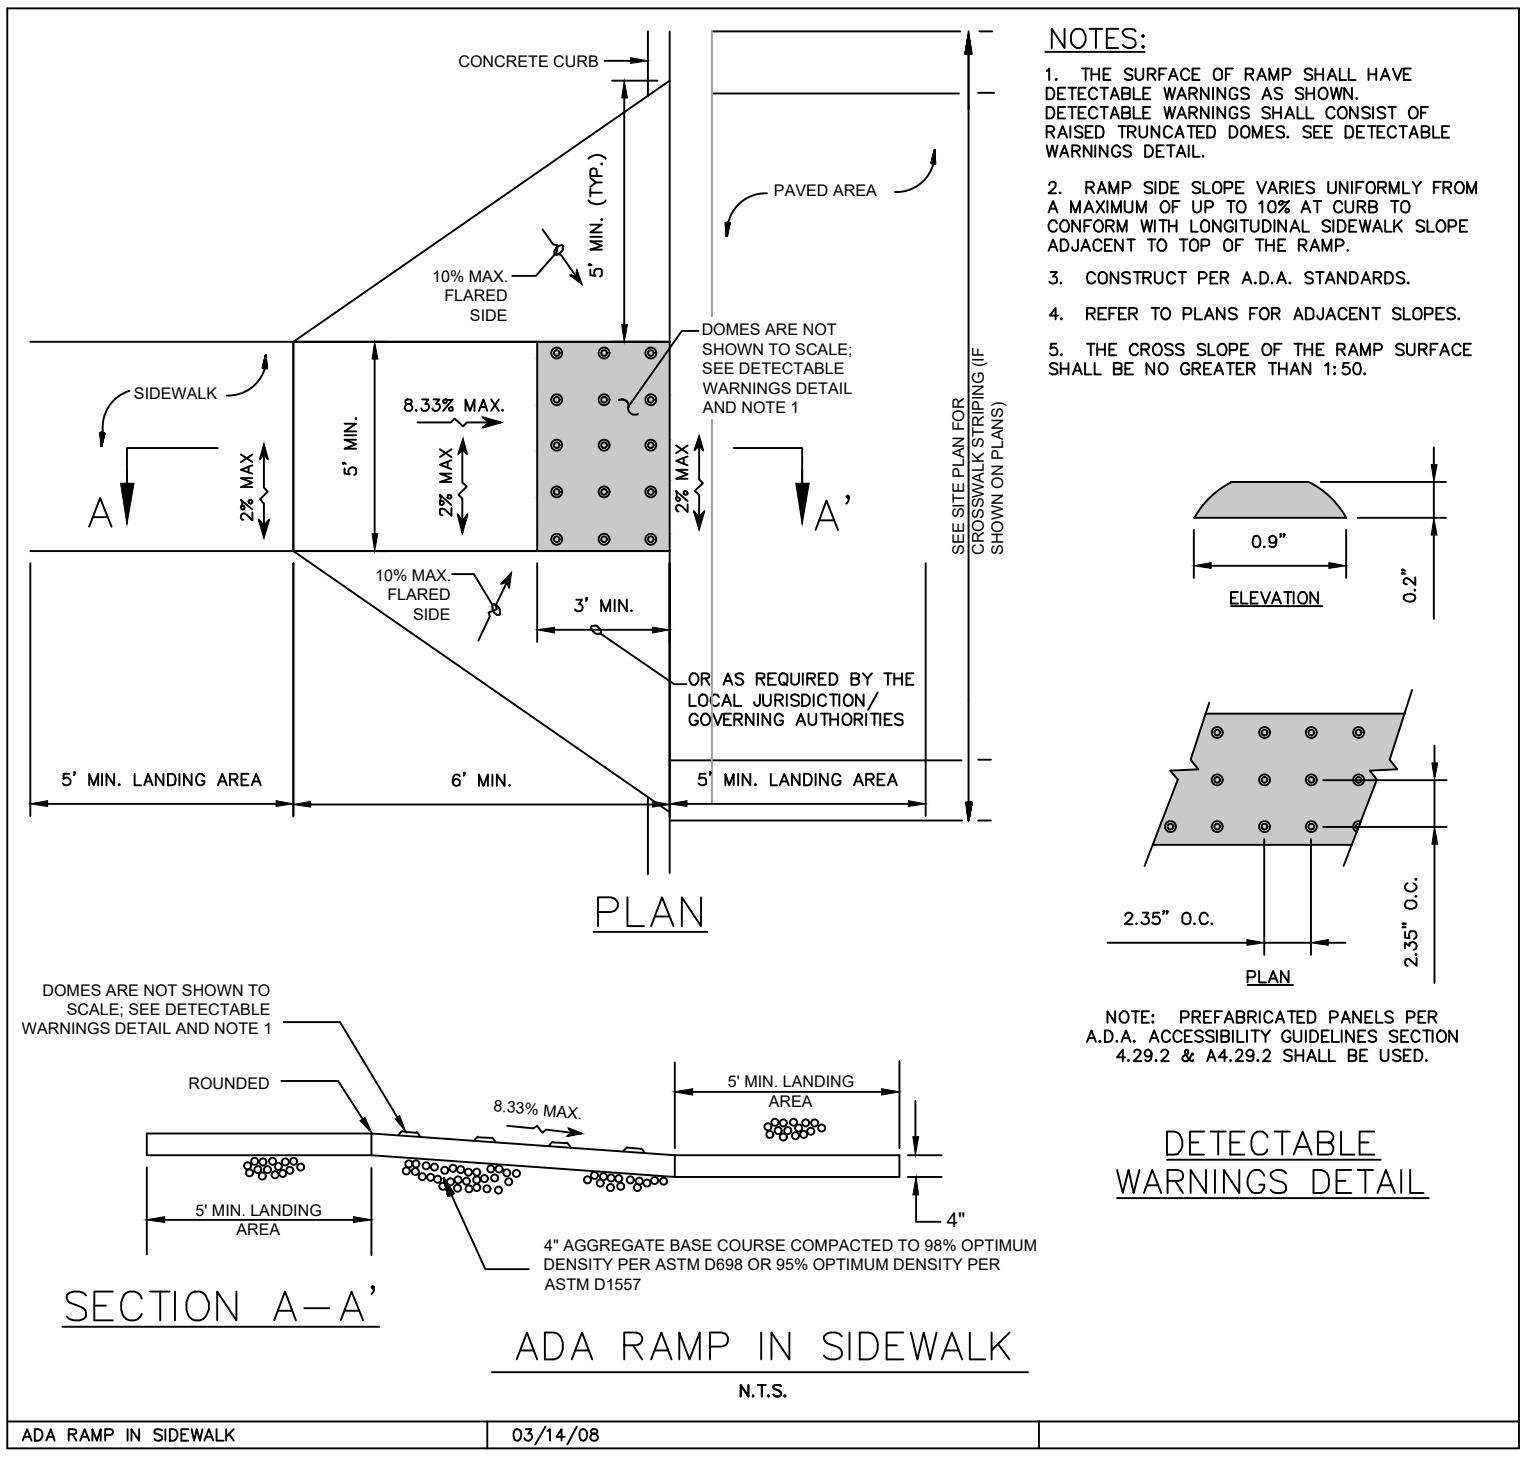 CONCRETE CURB
5' MIN. (TYP.)
PAVED AREA
10% MAX.
FLARED
SIDE
DOMES ARE NOT
SHOWN TO SCALE;
SEE DETECTABLE
WARNINGS DETAIL
AND NOTE 1
SIDEWALK
8.33% MAX.
5' MIN.
2% MAX
2% MAX
2% MAX
A
A'
SEE SITE PLAN FOR
CROSSWALK STRIPING (IF
SHOWN ON PLANS)
10% MAX.
FLARED
SIDE
3' MIN.
OR AS REQUIRED BY THE
LOCAL JURISDICTION/
GOVERNING AUTHORITIES
5' MIN. LANDING AREA
6' MIN.
5' MIN. LANDING AREA
PLAN
NOTES:
1. THE SURFACE OF RAMP SHALL HAVE
DETECTABLE WARNINGS AS SHOWN.
DETECTABLE WARNINGS SHALL CONSIST OF
RAISED TRUNCATED DOMES. SEE DETECTABLE
WARNINGS DETAIL.
2. RAMP SIDE SLOPE VARIES UNIFORMLY FROM
A MAXIMUM OF UP TO 10% AT CURB TO
CONFORM WITH LONGITUDINAL SIDEWALK SLOPE
ADJACENT TO TOP OF THE RAMP.
3. CONSTRUCT PER A.D.A. STANDARDS.
4. REFER TO PLANS FOR ADJACENT SLOPES.
5. THE CROSS SLOPE OF THE RAMP SURFACE
SHALL BE NO GREATER THAN 1:50.
0.9"
0.2"
ELEVATION
2.35" O.C.
2.35" O.C.
PLAN
NOTE: PREFABRICATED PANELS PER
A.D.A. ACCESSIBILITY GUIDELINES SECTION
4.29.2 & A4.29.2 SHALL BE USED.
DETECTABLE
WARNINGS DETAIL
DOMES ARE NOT SHOWN TO
SCALE; SEE DETECTABLE
WARNINGS DETAIL AND NOTE 1
ROUNDED
8.33% MAX.
5' MIN. LANDING
AREA
5' MIN. LANDING
AREA
4"
4" AGGREGATE BASE COURSE COMPACTED TO 98% OPTIMUM
DENSITY PER ASTM D698 OR 95% OPTIMUM DENSITY PER
ASTM D1557
SECTION A-A'
ADA RAMP IN SIDEWALK
N.T.S.
ADA RAMP IN SIDEWALK
03/14/08